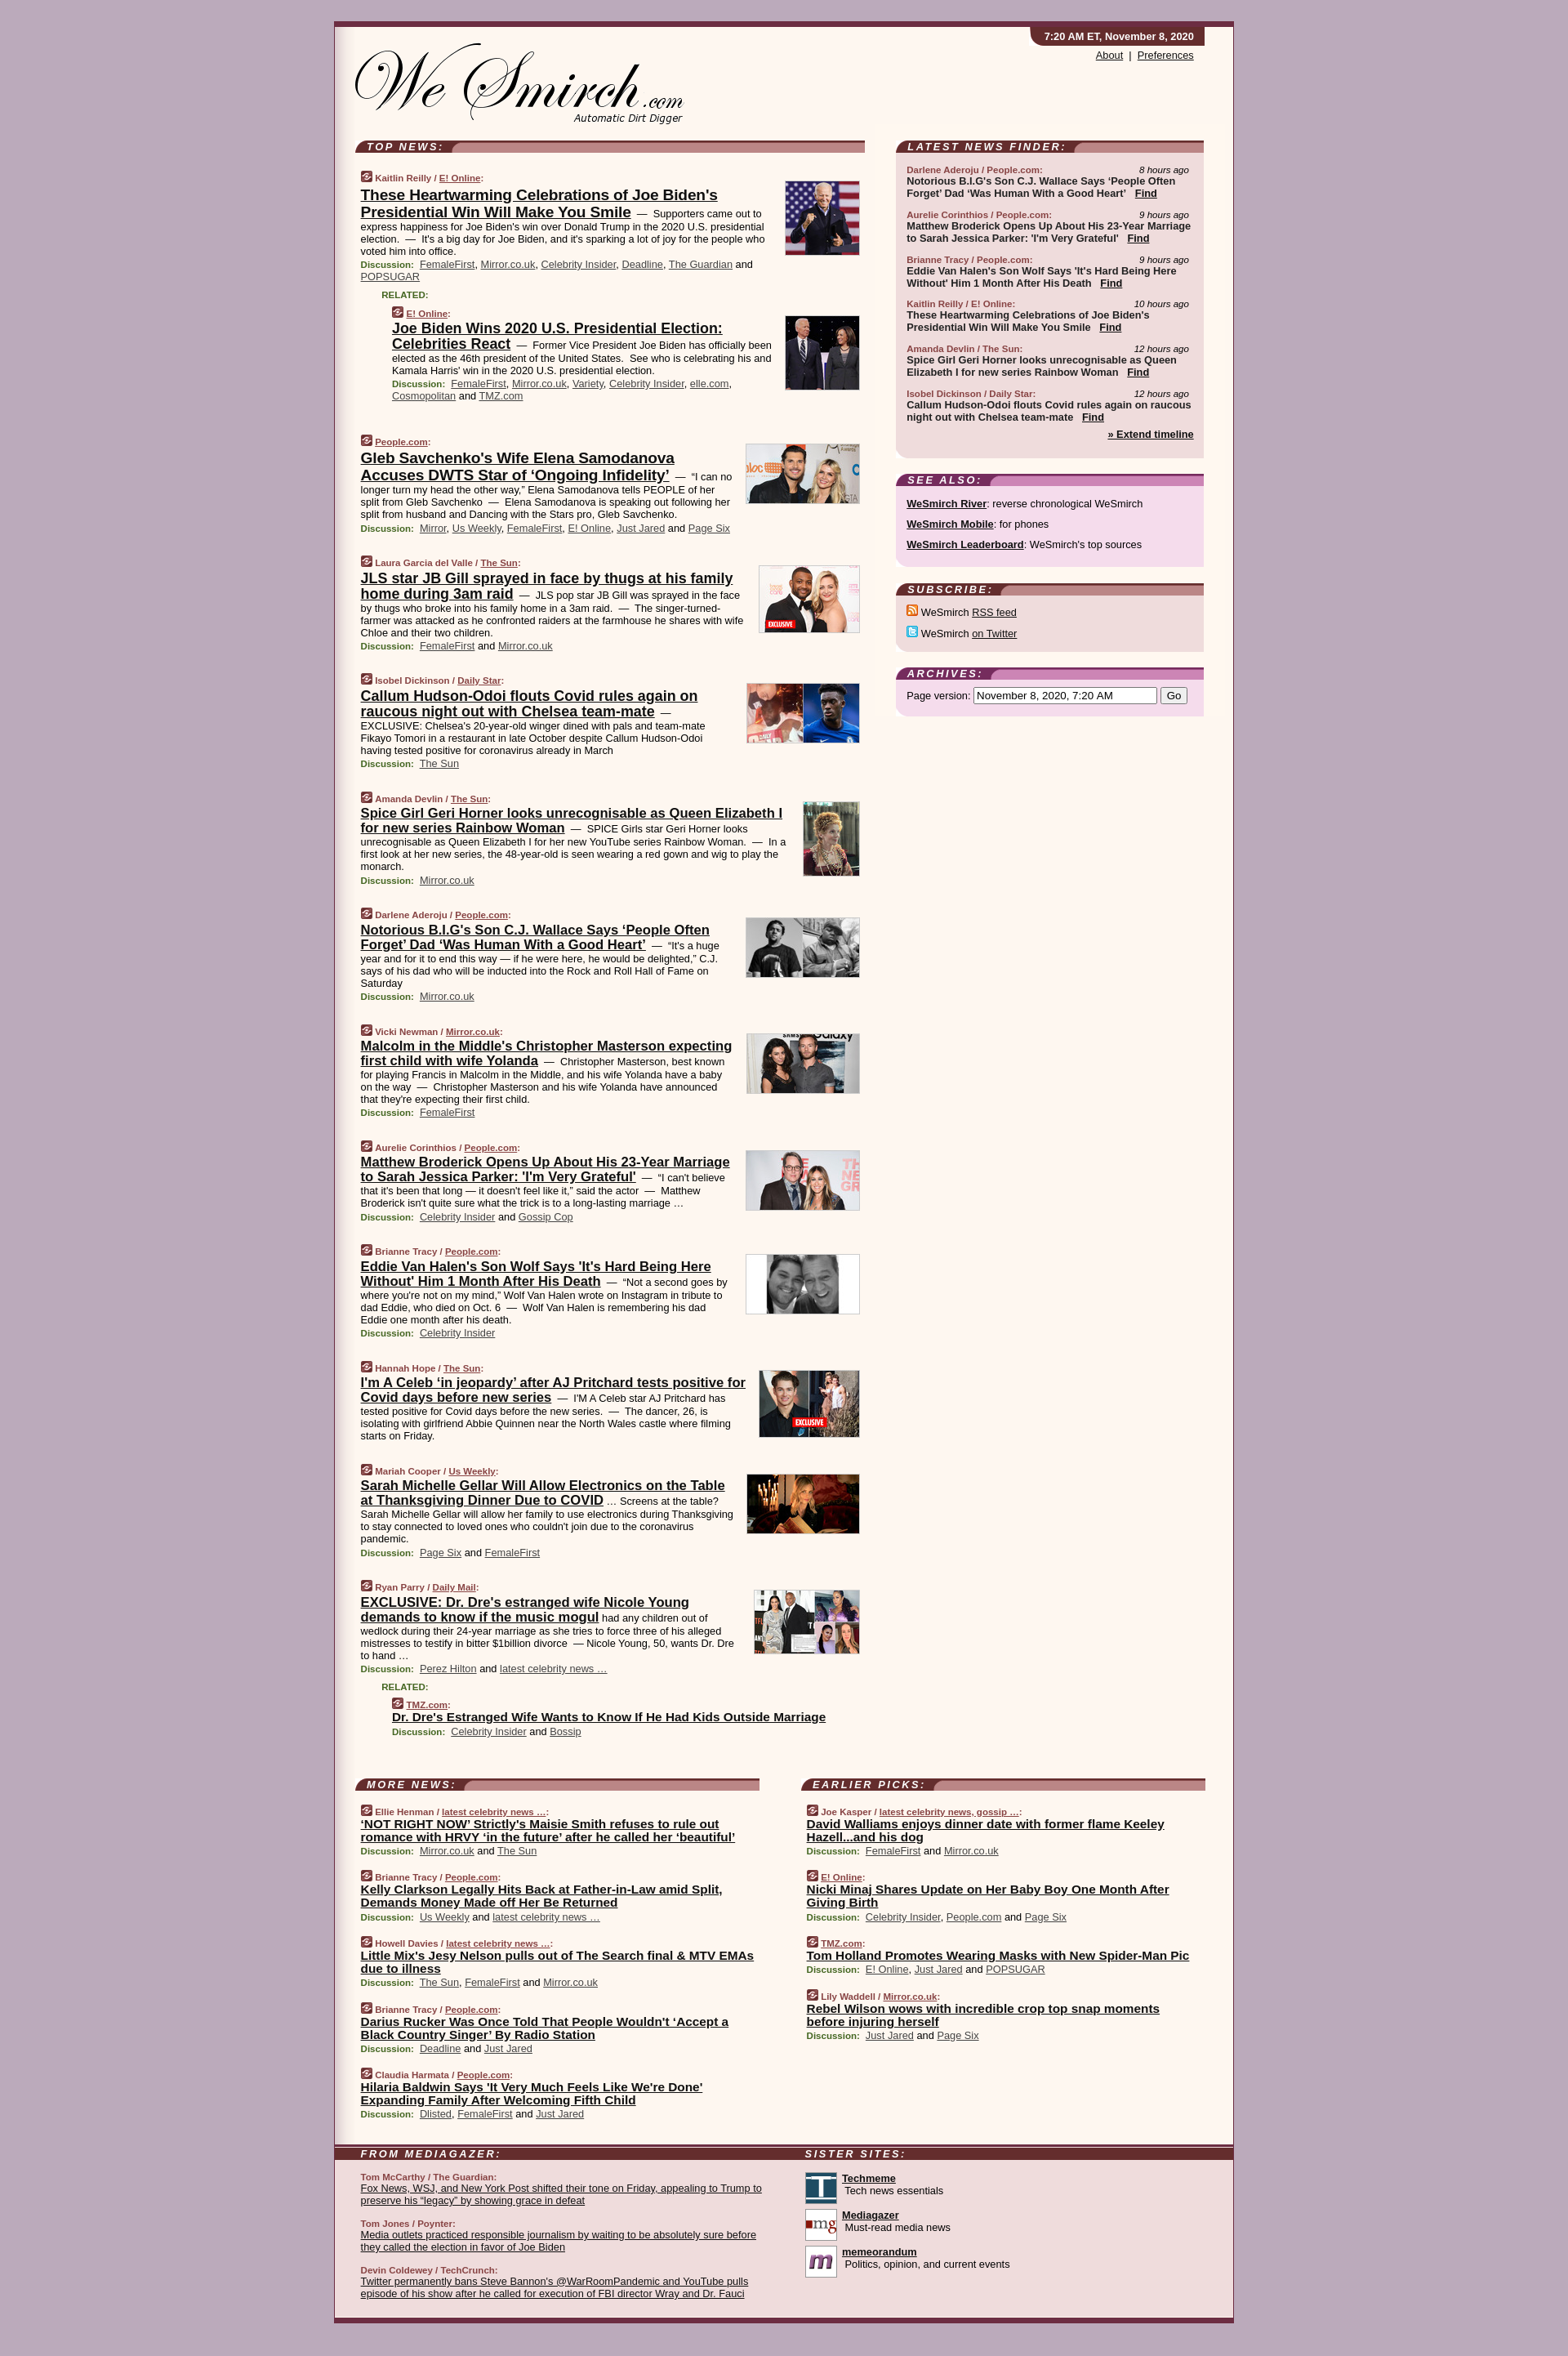 7:20 AM ET, November 8, 2020
About | Preferences
We Smirch.com
Automatic Dirt Digger
TOP NEWS:
Kaitlin Reilly / E! Online:
These Heartwarming Celebrations of Joe Biden's
Presidential Win Will Make You Smile — Supporters came out to
express happiness for Joe Biden's win over Donald Trump in the 2020 U.S. presidential
election. — It's a big day for Joe Biden, and it's sparking a lot of joy for the people who
voted him into office.
Discussion: FemaleFirst, Mirror.co.uk, Celebrity Insider, Deadline, The Guardian and
POPSUGAR
RELATED:
E! Online:
Joe Biden Wins 2020 U.S. Presidential Election:
Celebrities React — Former Vice President Joe Biden has officially been
elected as the 46th president of the United States. See who is celebrating his and
Kamala Harris' win in the 2020 U.S. presidential election.
Discussion: FemaleFirst, Mirror.co.uk, Variety, Celebrity Insider, elle.com,
Cosmopolitan and TMZ.com
People.com:
Gleb Savchenko's Wife Elena Samodanova
Accuses DWTS Star of ‘Ongoing Infidelity’ — “I can no
longer turn my head the other way,” Elena Samodanova tells PEOPLE of her
split from Gleb Savchenko — Elena Samodanova is speaking out following her
split from husband and Dancing with the Stars pro, Gleb Savchenko.
Discussion: Mirror, Us Weekly, FemaleFirst, E! Online, Just Jared and Page Six
Laura Garcia del Valle / The Sun:
JLS star JB Gill sprayed in face by thugs at his family
home during 3am raid — JLS pop star JB Gill was sprayed in the face
by thugs who broke into his family home in a 3am raid. — The singer-turned-
farmer was attacked as he confronted raiders at the farmhouse he shares with wife
Chloe and their two children.
Discussion: FemaleFirst and Mirror.co.uk
EXCLUSIVE
Isobel Dickinson / Daily Star:
Callum Hudson-Odoi flouts Covid rules again on
raucous night out with Chelsea team-mate —
EXCLUSIVE: Chelsea's 20-year-old winger dined with pals and team-mate
Fikayo Tomori in a restaurant in late October despite Callum Hudson-Odoi
having tested positive for coronavirus already in March
Discussion: The Sun
Amanda Devlin / The Sun:
Spice Girl Geri Horner looks unrecognisable as Queen Elizabeth I
for new series Rainbow Woman — SPICE Girls star Geri Horner looks
unrecognisable as Queen Elizabeth I for her new YouTube series Rainbow Woman. — In a
first look at her new series, the 48-year-old is seen wearing a red gown and wig to play the
monarch.
Discussion: Mirror.co.uk
Darlene Aderoju / People.com:
Notorious B.I.G's Son C.J. Wallace Says ‘People Often
Forget’ Dad ‘Was Human With a Good Heart’ — “It's a huge
year and for it to end this way — if he were here, he would be delighted,” C.J.
says of his dad who will be inducted into the Rock and Roll Hall of Fame on
Saturday
Discussion: Mirror.co.uk
Vicki Newman / Mirror.co.uk:
Malcolm in the Middle's Christopher Masterson expecting
first child with wife Yolanda — Christopher Masterson, best known
for playing Francis in Malcolm in the Middle, and his wife Yolanda have a baby
on the way — Christopher Masterson and his wife Yolanda have announced
that they're expecting their first child.
Discussion: FemaleFirst
Aurelie Corinthios / People.com:
Matthew Broderick Opens Up About His 23-Year Marriage
to Sarah Jessica Parker: 'I'm Very Grateful' — “I can't believe
that it's been that long — it doesn't feel like it,” said the actor — Matthew
Broderick isn't quite sure what the trick is to a long-lasting marriage …
Discussion: Celebrity Insider and Gossip Cop
Brianne Tracy / People.com:
Eddie Van Halen's Son Wolf Says 'It's Hard Being Here
Without' Him 1 Month After His Death — “Not a second goes by
where you're not on my mind,” Wolf Van Halen wrote on Instagram in tribute to
dad Eddie, who died on Oct. 6 — Wolf Van Halen is remembering his dad
Eddie one month after his death.
Discussion: Celebrity Insider
Hannah Hope / The Sun:
I'm A Celeb ‘in jeopardy’ after AJ Pritchard tests positive for
Covid days before new series — I'M A Celeb star AJ Pritchard has
tested positive for Covid days before the new series. — The dancer, 26, is
isolating with girlfriend Abbie Quinnen near the North Wales castle where filming
starts on Friday.
EXCLUSIVE
Mariah Cooper / Us Weekly:
Sarah Michelle Gellar Will Allow Electronics on the Table
at Thanksgiving Dinner Due to COVID … Screens at the table?
Sarah Michelle Gellar will allow her family to use electronics during Thanksgiving
to stay connected to loved ones who couldn't join due to the coronavirus
pandemic.
Discussion: Page Six and FemaleFirst
Ryan Parry / Daily Mail:
EXCLUSIVE: Dr. Dre's estranged wife Nicole Young
demands to know if the music mogul had any children out of
wedlock during their 24-year marriage as she tries to force three of his alleged
mistresses to testify in bitter $1billion divorce — Nicole Young, 50, wants Dr. Dre
to hand …
Discussion: Perez Hilton and latest celebrity news …
RELATED:
TMZ.com:
Dr. Dre's Estranged Wife Wants to Know If He Had Kids Outside Marriage
Discussion: Celebrity Insider and Bossip
LATEST NEWS FINDER:
Darlene Aderoju / People.com: 8 hours ago
Notorious B.I.G's Son C.J. Wallace Says ‘People Often
Forget’ Dad ‘Was Human With a Good Heart’ Find
Aurelie Corinthios / People.com: 9 hours ago
Matthew Broderick Opens Up About His 23-Year Marriage
to Sarah Jessica Parker: 'I'm Very Grateful' Find
Brianne Tracy / People.com: 9 hours ago
Eddie Van Halen's Son Wolf Says 'It's Hard Being Here
Without' Him 1 Month After His Death Find
Kaitlin Reilly / E! Online: 10 hours ago
These Heartwarming Celebrations of Joe Biden's
Presidential Win Will Make You Smile Find
Amanda Devlin / The Sun: 12 hours ago
Spice Girl Geri Horner looks unrecognisable as Queen
Elizabeth I for new series Rainbow Woman Find
Isobel Dickinson / Daily Star: 12 hours ago
Callum Hudson-Odoi flouts Covid rules again on raucous
night out with Chelsea team-mate Find
» Extend timeline
SEE ALSO:
WeSmirch River: reverse chronological WeSmirch
WeSmirch Mobile: for phones
WeSmirch Leaderboard: WeSmirch's top sources
SUBSCRIBE:
WeSmirch RSS feed
WeSmirch on Twitter
ARCHIVES:
Page version: November 8, 2020, 7:20 AM Go
MORE NEWS:
Ellie Henman / latest celebrity news …:
‘NOT RIGHT NOW’ Strictly's Maisie Smith refuses to rule out
romance with HRVY ‘in the future’ after he called her ‘beautiful’
Discussion: Mirror.co.uk and The Sun
Brianne Tracy / People.com:
Kelly Clarkson Legally Hits Back at Father-in-Law amid Split,
Demands Money Made off Her Be Returned
Discussion: Us Weekly and latest celebrity news …
Howell Davies / latest celebrity news …:
Little Mix's Jesy Nelson pulls out of The Search final & MTV EMAs
due to illness
Discussion: The Sun, FemaleFirst and Mirror.co.uk
Brianne Tracy / People.com:
Darius Rucker Was Once Told That People Wouldn't ‘Accept a
Black Country Singer’ By Radio Station
Discussion: Deadline and Just Jared
Claudia Harmata / People.com:
Hilaria Baldwin Says 'It Very Much Feels Like We're Done'
Expanding Family After Welcoming Fifth Child
Discussion: Dlisted, FemaleFirst and Just Jared
EARLIER PICKS:
Joe Kasper / latest celebrity news, gossip …:
David Walliams enjoys dinner date with former flame Keeley
Hazell...and his dog
Discussion: FemaleFirst and Mirror.co.uk
E! Online:
Nicki Minaj Shares Update on Her Baby Boy One Month After
Giving Birth
Discussion: Celebrity Insider, People.com and Page Six
TMZ.com:
Tom Holland Promotes Wearing Masks with New Spider-Man Pic
Discussion: E! Online, Just Jared and POPSUGAR
Lily Waddell / Mirror.co.uk:
Rebel Wilson wows with incredible crop top snap moments
before injuring herself
Discussion: Just Jared and Page Six
FROM MEDIAGAZER:
Tom McCarthy / The Guardian:
Fox News, WSJ, and New York Post shifted their tone on Friday, appealing to Trump to
preserve his “legacy” by showing grace in defeat
Tom Jones / Poynter:
Media outlets practiced responsible journalism by waiting to be absolutely sure before
they called the election in favor of Joe Biden
Devin Coldewey / TechCrunch:
Twitter permanently bans Steve Bannon's @WarRoomPandemic and YouTube pulls
episode of his show after he called for execution of FBI director Wray and Dr. Fauci
SISTER SITES:
T
Techmeme
Tech news essentials
mg
Mediagazer
Must-read media news
m
memeorandum
Politics, opinion, and current events